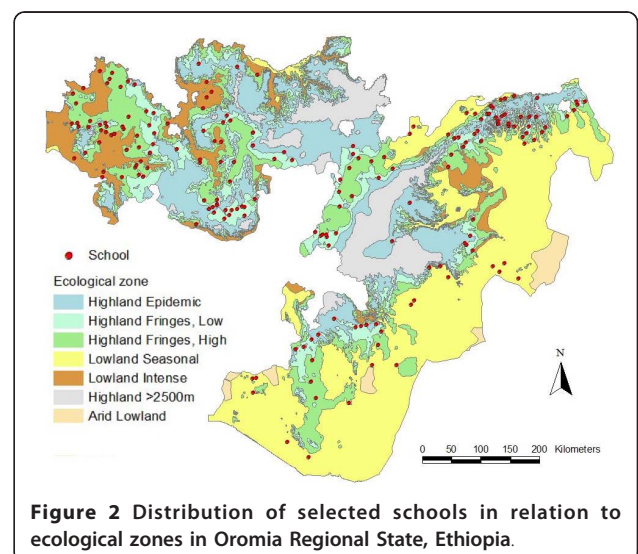 School
Ecological zone
Highland Epidemic
Highland Fringes, Low
Highland Fringes, High
Lowland Seasonal
Lowland Intense
Highland >2500m
Arid Lowland
N
0 50 100 150 200 Kilometers
Figure 2 Distribution of selected schools in relation to
ecological zones in Oromia Regional State, Ethiopia.